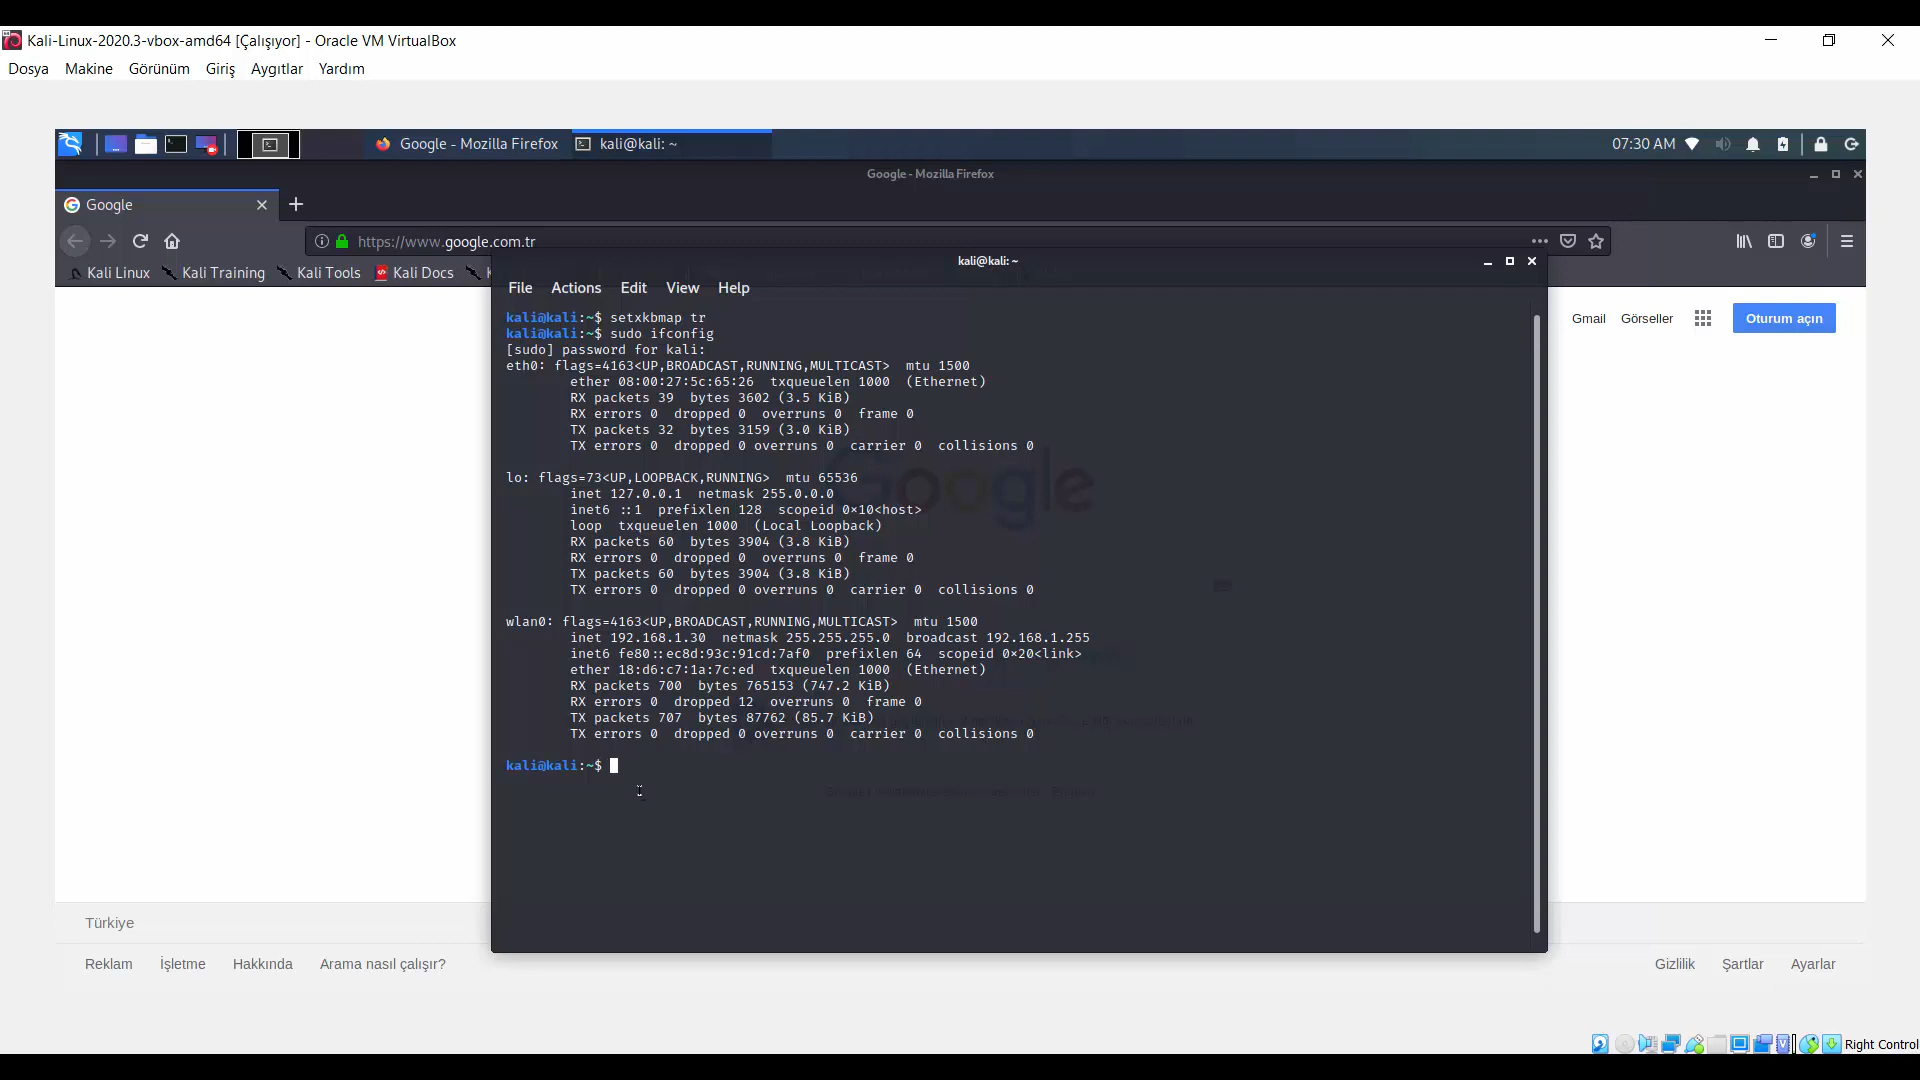 Kali-Linux-2020.3-vbox-amd64 [Çalışıyor] - Oracle VM VirtualBox
Dosya Makine Görünüm Giriş Aygıtlar Yardım
Google - Mozilla Firefox kali@kali: ~ 07:30 AM
Google - Mozilla Firefox
Google
https://www.google.com.tr
Kali Linux Kali Training Kali Tools Kali Docs
kali@kali: ~
File Actions Edit View Help
Gmail Görseller Oturum açın
kali@kali:~$ setxkbmap tr
kali@kali:~$ sudo ifconfig
[sudo] password for kali:
eth0: flags=4163<UP,BROADCAST,RUNNING,MULTICAST>  mtu 1500
ether 08:00:27:5c:65:26  txqueuelen 1000  (Ethernet)
RX packets 39  bytes 3602 (3.5 KiB)
RX errors 0  dropped 0  overruns 0  frame 0
TX packets 32  bytes 3159 (3.0 KiB)
TX errors 0  dropped 0 overruns 0  carrier 0  collisions 0
lo: flags=73<UP,LOOPBACK,RUNNING>  mtu 65536
inet 127.0.0.1  netmask 255.0.0.0
inet6 ::1  prefixlen 128  scopeid 0×10<host>
loop  txqueuelen 1000  (Local Loopback)
RX packets 60  bytes 3904 (3.8 KiB)
RX errors 0  dropped 0  overruns 0  frame 0
TX packets 60  bytes 3904 (3.8 KiB)
TX errors 0  dropped 0 overruns 0  carrier 0  collisions 0
wlan0: flags=4163<UP,BROADCAST,RUNNING,MULTICAST>  mtu 1500
inet 192.168.1.30  netmask 255.255.255.0  broadcast 192.168.1.255
inet6 fe80::ec8d:93c:91cd:7af0  prefixlen 64  scopeid 0×20<link>
ether 18:d6:c7:1a:7c:ed  txqueuelen 1000  (Ethernet)
RX packets 700  bytes 765153 (747.2 KiB)
RX errors 0  dropped 12  overruns 0  frame 0
TX packets 707  bytes 87762 (85.7 KiB)
TX errors 0  dropped 0 overruns 0  carrier 0  collisions 0
kali@kali:~$
Google
Türkiye
Reklam İşletme Hakkında Arama nasıl çalışır? Gizlilik Şartlar Ayarlar
Right Control